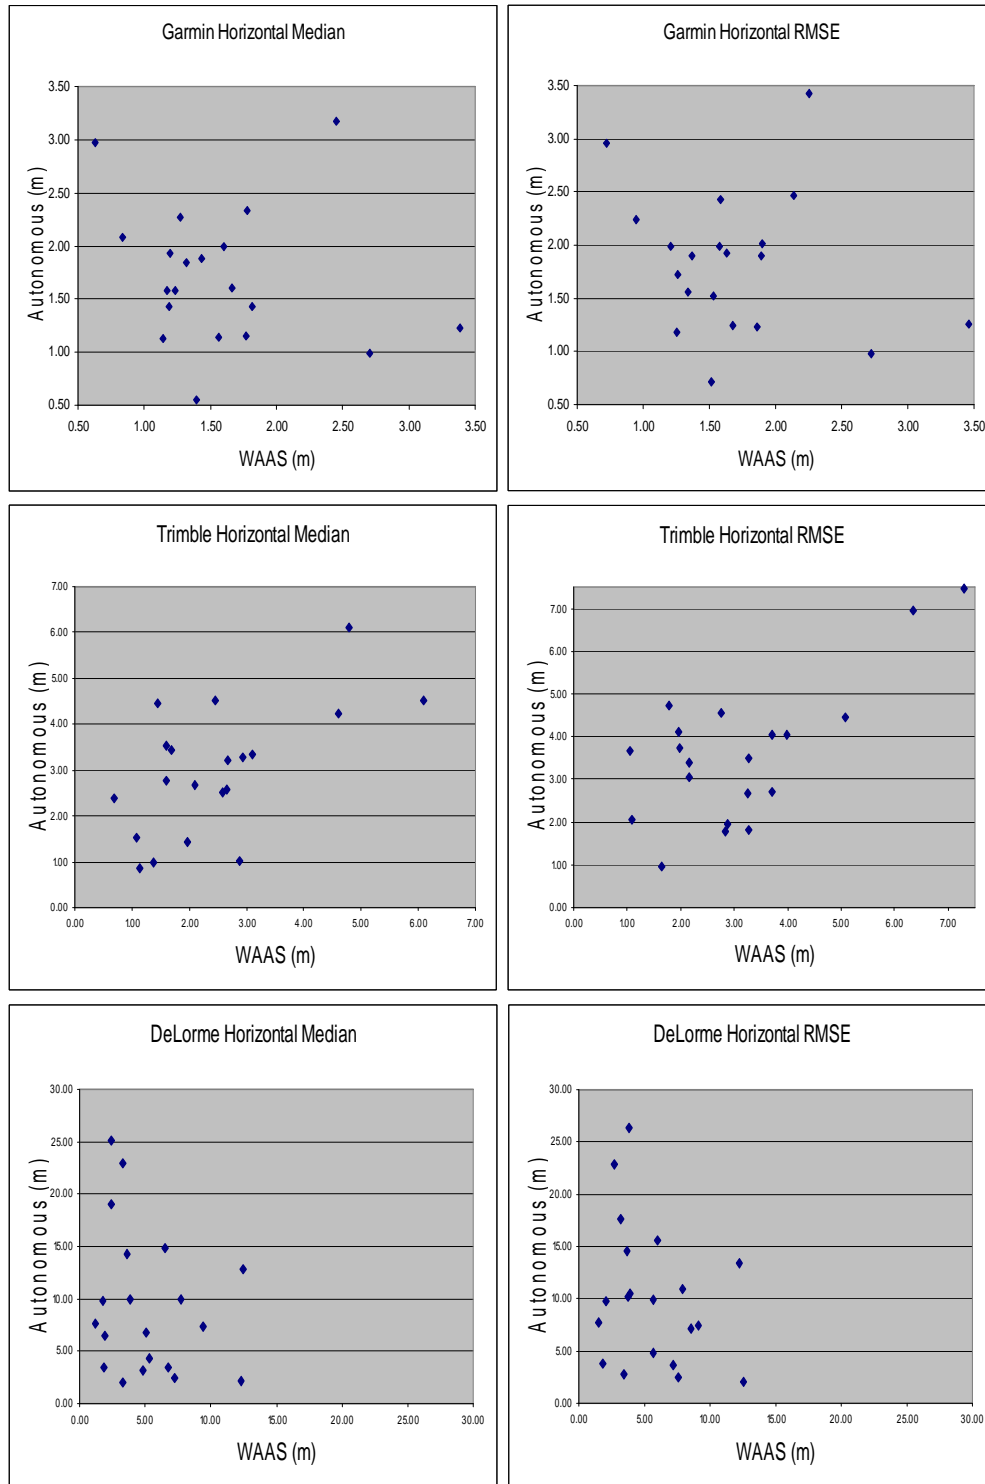 Garmin Horizontal Median
3.50
3.00
2.50
2.00
1.50
1.00
0.50
0.50 1.00 1.50 2.00 2.50 3.00 3.50
Autonomous (m)
WAAS (m)
Garmin Horizontal RMSE
3.50
3.00
2.50
2.00
1.50
1.00
0.50
0.50 1.00 1.50 2.00 2.50 3.00 3.50
Autonomous (m)
WAAS (m)
Trimble Horizontal Median
7.00
6.00
5.00
4.00
3.00
2.00
1.00
0.00
0.00 1.00 2.00 3.00 4.00 5.00 6.00 7.00
Autonomous (m)
WAAS (m)
Trimble Horizontal RMSE
7.00
6.00
5.00
4.00
3.00
2.00
1.00
0.00
0.00 1.00 2.00 3.00 4.00 5.00 6.00 7.00
Autonomous (m)
WAAS (m)
DeLorme Horizontal Median
30.00
25.00
20.00
15.00
10.00
5.00
0.00
0.00 5.00 10.00 15.00 20.00 25.00 30.00
Autonomous (m)
WAAS (m)
DeLorme Horizontal RMSE
30.00
25.00
20.00
15.00
10.00
5.00
0.00
0.00 5.00 10.00 15.00 20.00 25.00 30.00
Autonomous (m)
WAAS (m)